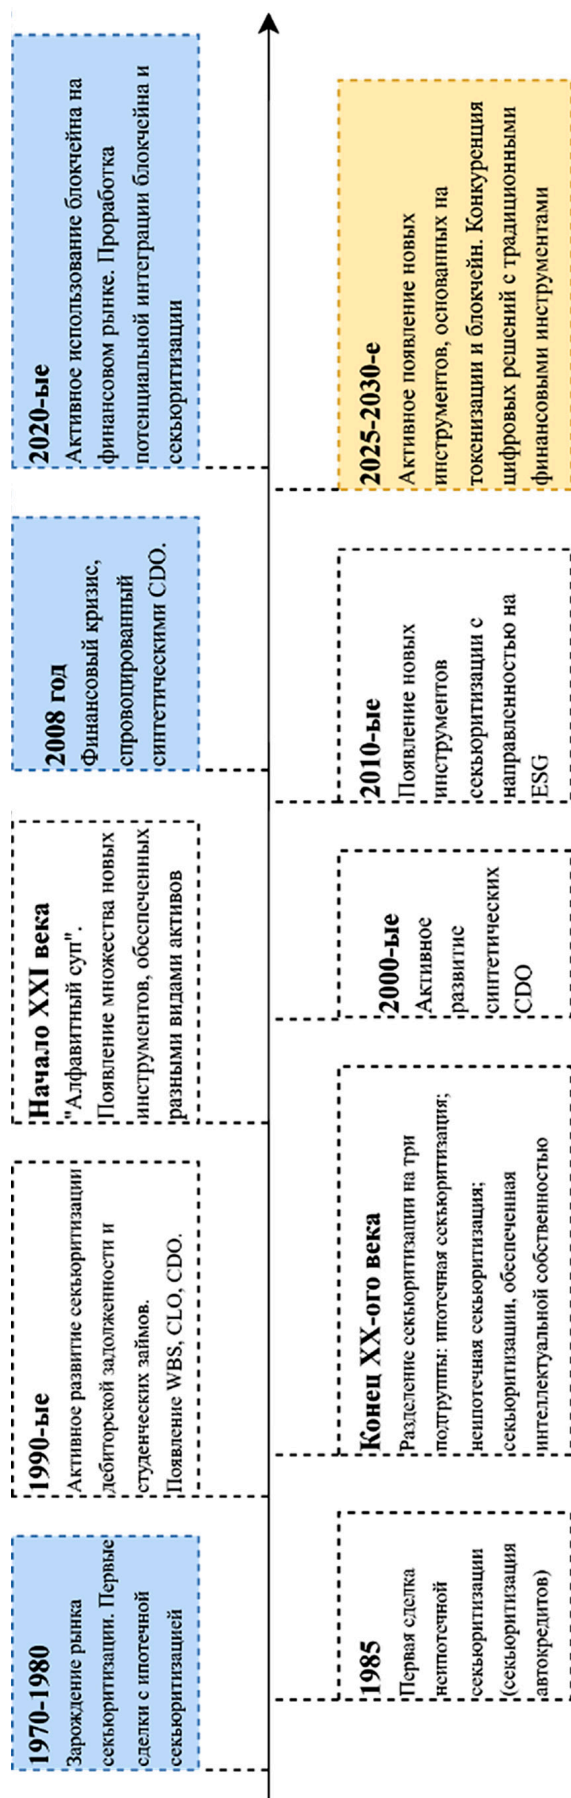 1970-1980
Зарождение рынка
секьюритизации. Первые
сделки с ипотечной
секьюритизацией
1985
Первая сделка
неипотечной
секьюритизации
(секьюритизация
автокредитов)
1990-ые
Активное развитие секьюритизации
дебиторской задолженности и
студенческих займов.
Появление WBS, CLO, CDO.
Конец XX-ого века
Разделение секьюритизации на три
подгруппы: ипотечная секьюритизация;
неипотечная секьюритизация;
секьюритизации, обеспеченная
интеллектуальной собственностью
Начало XXI века
"Алфавитный суп".
Появление множества новых
инструментов, обеспеченных
разными видами активов
2000-ые
Активное
развитие
синтетических
CDO
2008 год
Финансовый кризис,
спровоцированный
синтетическими CDO.
2010-ые
Появление новых
инструментов
секьюритизации с
направленностью на
ESG
2020-ые
Активное использование блокчейна на
финансовом рынке. Проработка
потенциальной интеграции блокчейна и
секьюритизации
2025-2030-е
Активное появление новых
инструментов, основанных на
токенизации и блокчейн. Конкуренция
цифровых решений с традиционными
финансовыми инструментами